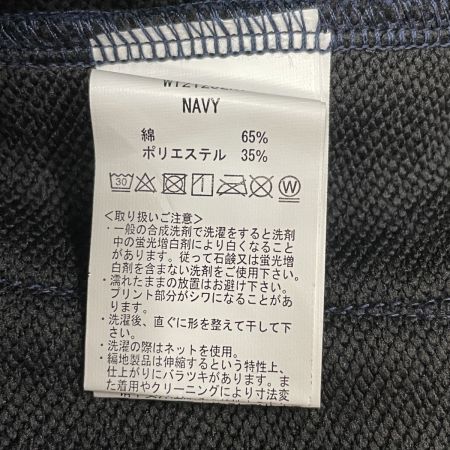 NAVY
綿 65%
ポリエステル 35%
30 W
<取り扱いご注意>
・一般の合成洗剤で洗濯をすると洗剤
中の蛍光増白剤により白くなること
があります。従って石鹸又は蛍光増
白剤を含まない洗剤をご使用下さい。
・濡れたままの放置はお避け下さい。
プリント部分がシワになることがあ
ります。
・洗濯後、直ぐに形を整えて干して下
さい。
・洗濯の際はネットを使用。
・編地製品は伸縮するという特性上、
仕上がりにバラツキがあります。ま
た着用やクリーニングにより寸法変